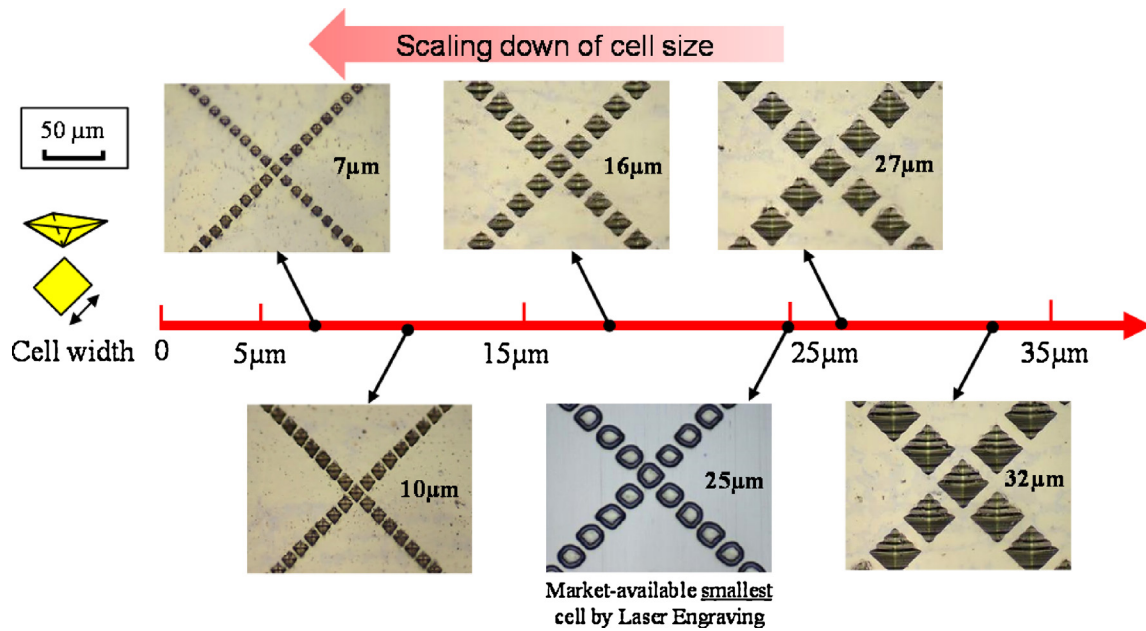 Scaling down of cell size
50 μm
7μm
16μm
27μm
Cell width
0
5μm
15μm
25μm
35μm
10μm
25μm
32μm
Market-available smallest
cell by Laser Engraving